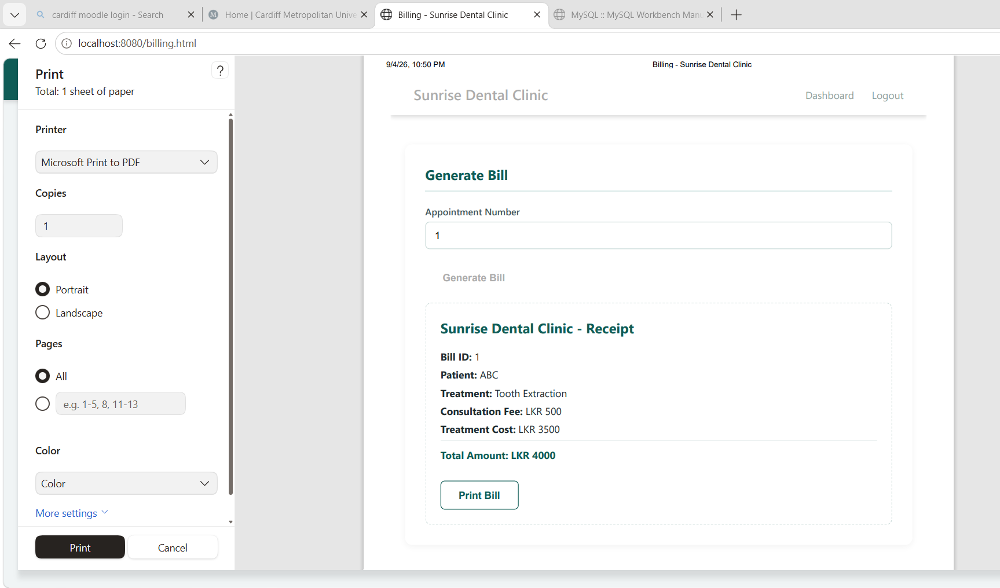 cardiff moodle login - Search
Home | Cardiff Metropolitan Unive
Billing - Sunrise Dental Clinic
MySQL :: MySQL Workbench Manu
localhost:8080/billing.html
Print
?
Total: 1 sheet of paper
Printer
Microsoft Print to PDF
Copies
1
Layout
Portrait
Landscape
Pages
All
e.g. 1-5, 8, 11-13
Color
Color
More settings
Print
Cancel
9/4/26, 10:50 PM
Billing - Sunrise Dental Clinic
Sunrise Dental Clinic
Dashboard
Logout
Generate Bill
Appointment Number
1
Generate Bill
Sunrise Dental Clinic - Receipt
Bill ID: 1
Patient: ABC
Treatment: Tooth Extraction
Consultation Fee: LKR 500
Treatment Cost: LKR 3500
Total Amount: LKR 4000
Print Bill